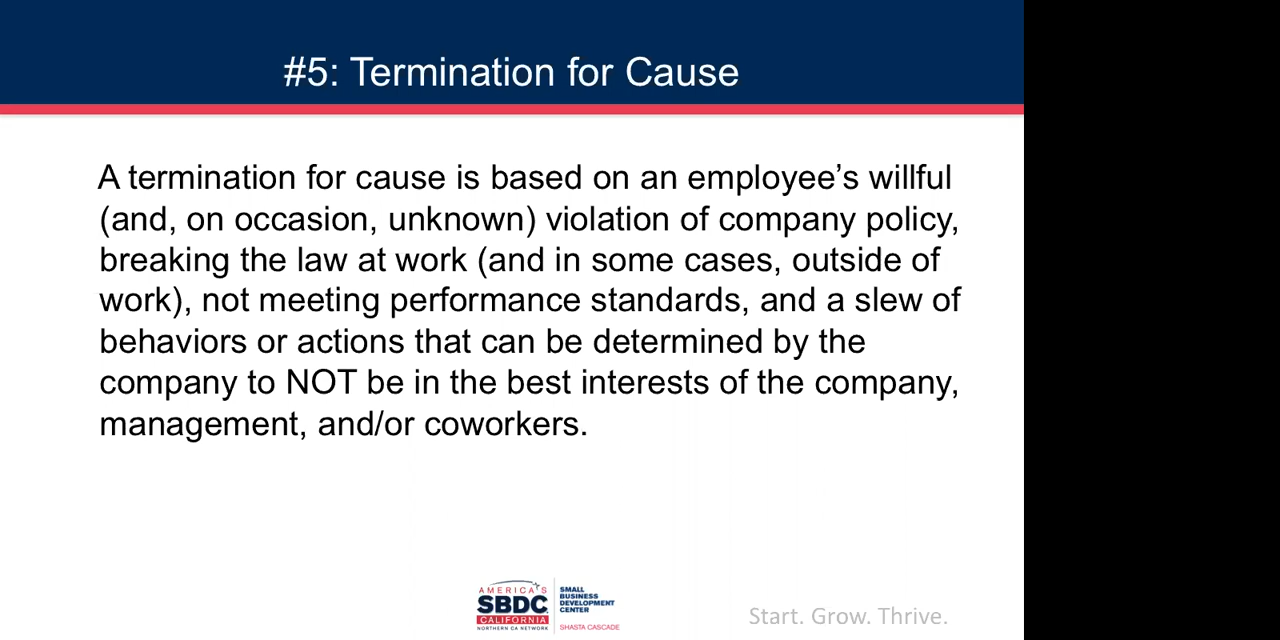 #5: Termination for Cause
A termination for cause is based on an employee’s willful
(and, on occasion, unknown) violation of company policy,
breaking the law at work (and in some cases, outside of
work), not meeting performance standards, and a slew of
behaviors or actions that can be determined by the
company to NOT be in the best interests of the company,
management, and/or coworkers.
AMERICA'S
SBDC
CALIFORNIA
NORTHERN CA NETWORK
SMALL
BUSINESS
DEVELOPMENT
CENTER
SHASTA CASCADE
Start. Grow. Thrive.